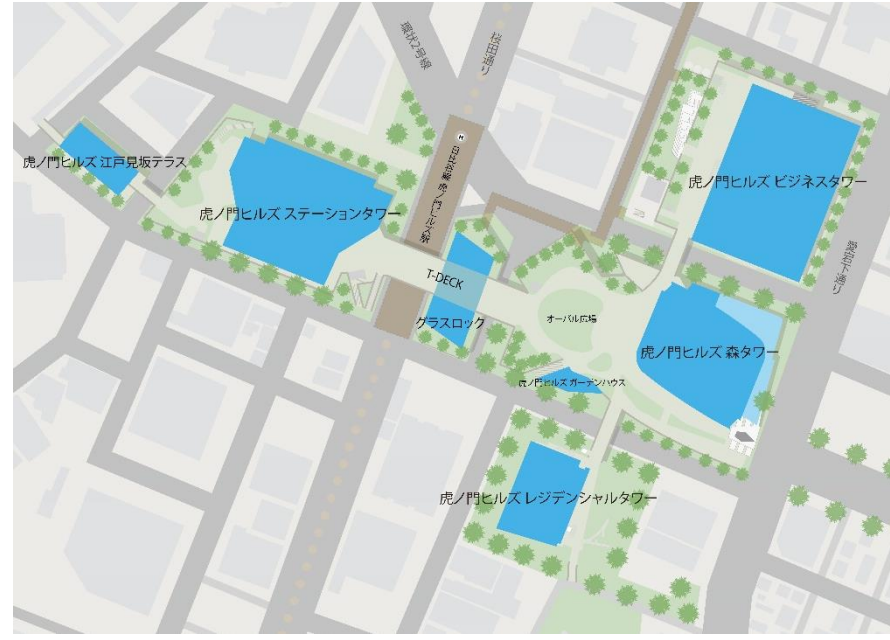 環状2号線
桜田通り
虎ノ門ヒルズ 江戸見坂テラス
虎ノ門ヒルズ ステーションタワー
日比谷線 虎ノ門ヒルズ駅
虎ノ門ヒルズ ビジネスタワー
愛宕下通り
T-DECK
グラスロック
オーバル広場
虎ノ門ヒルズ 森タワー
虎ノ門ヒルズ ガーデンハウス
虎ノ門ヒルズ レジデンシャルタワー